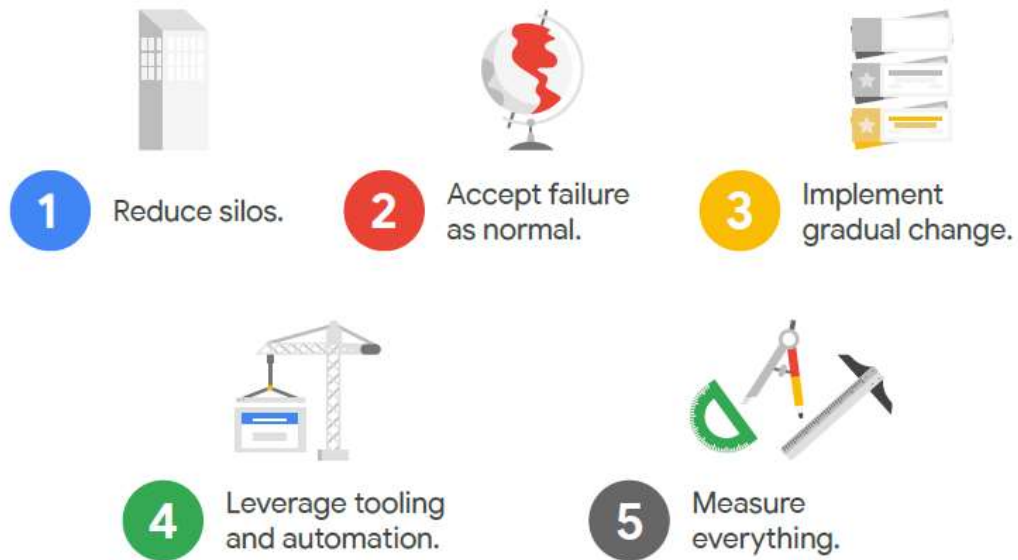 1
Reduce silos.
2
Accept failure
as normal.
3
Implement
gradual change.
4
Leverage tooling
and automation.
5
Measure
everything.